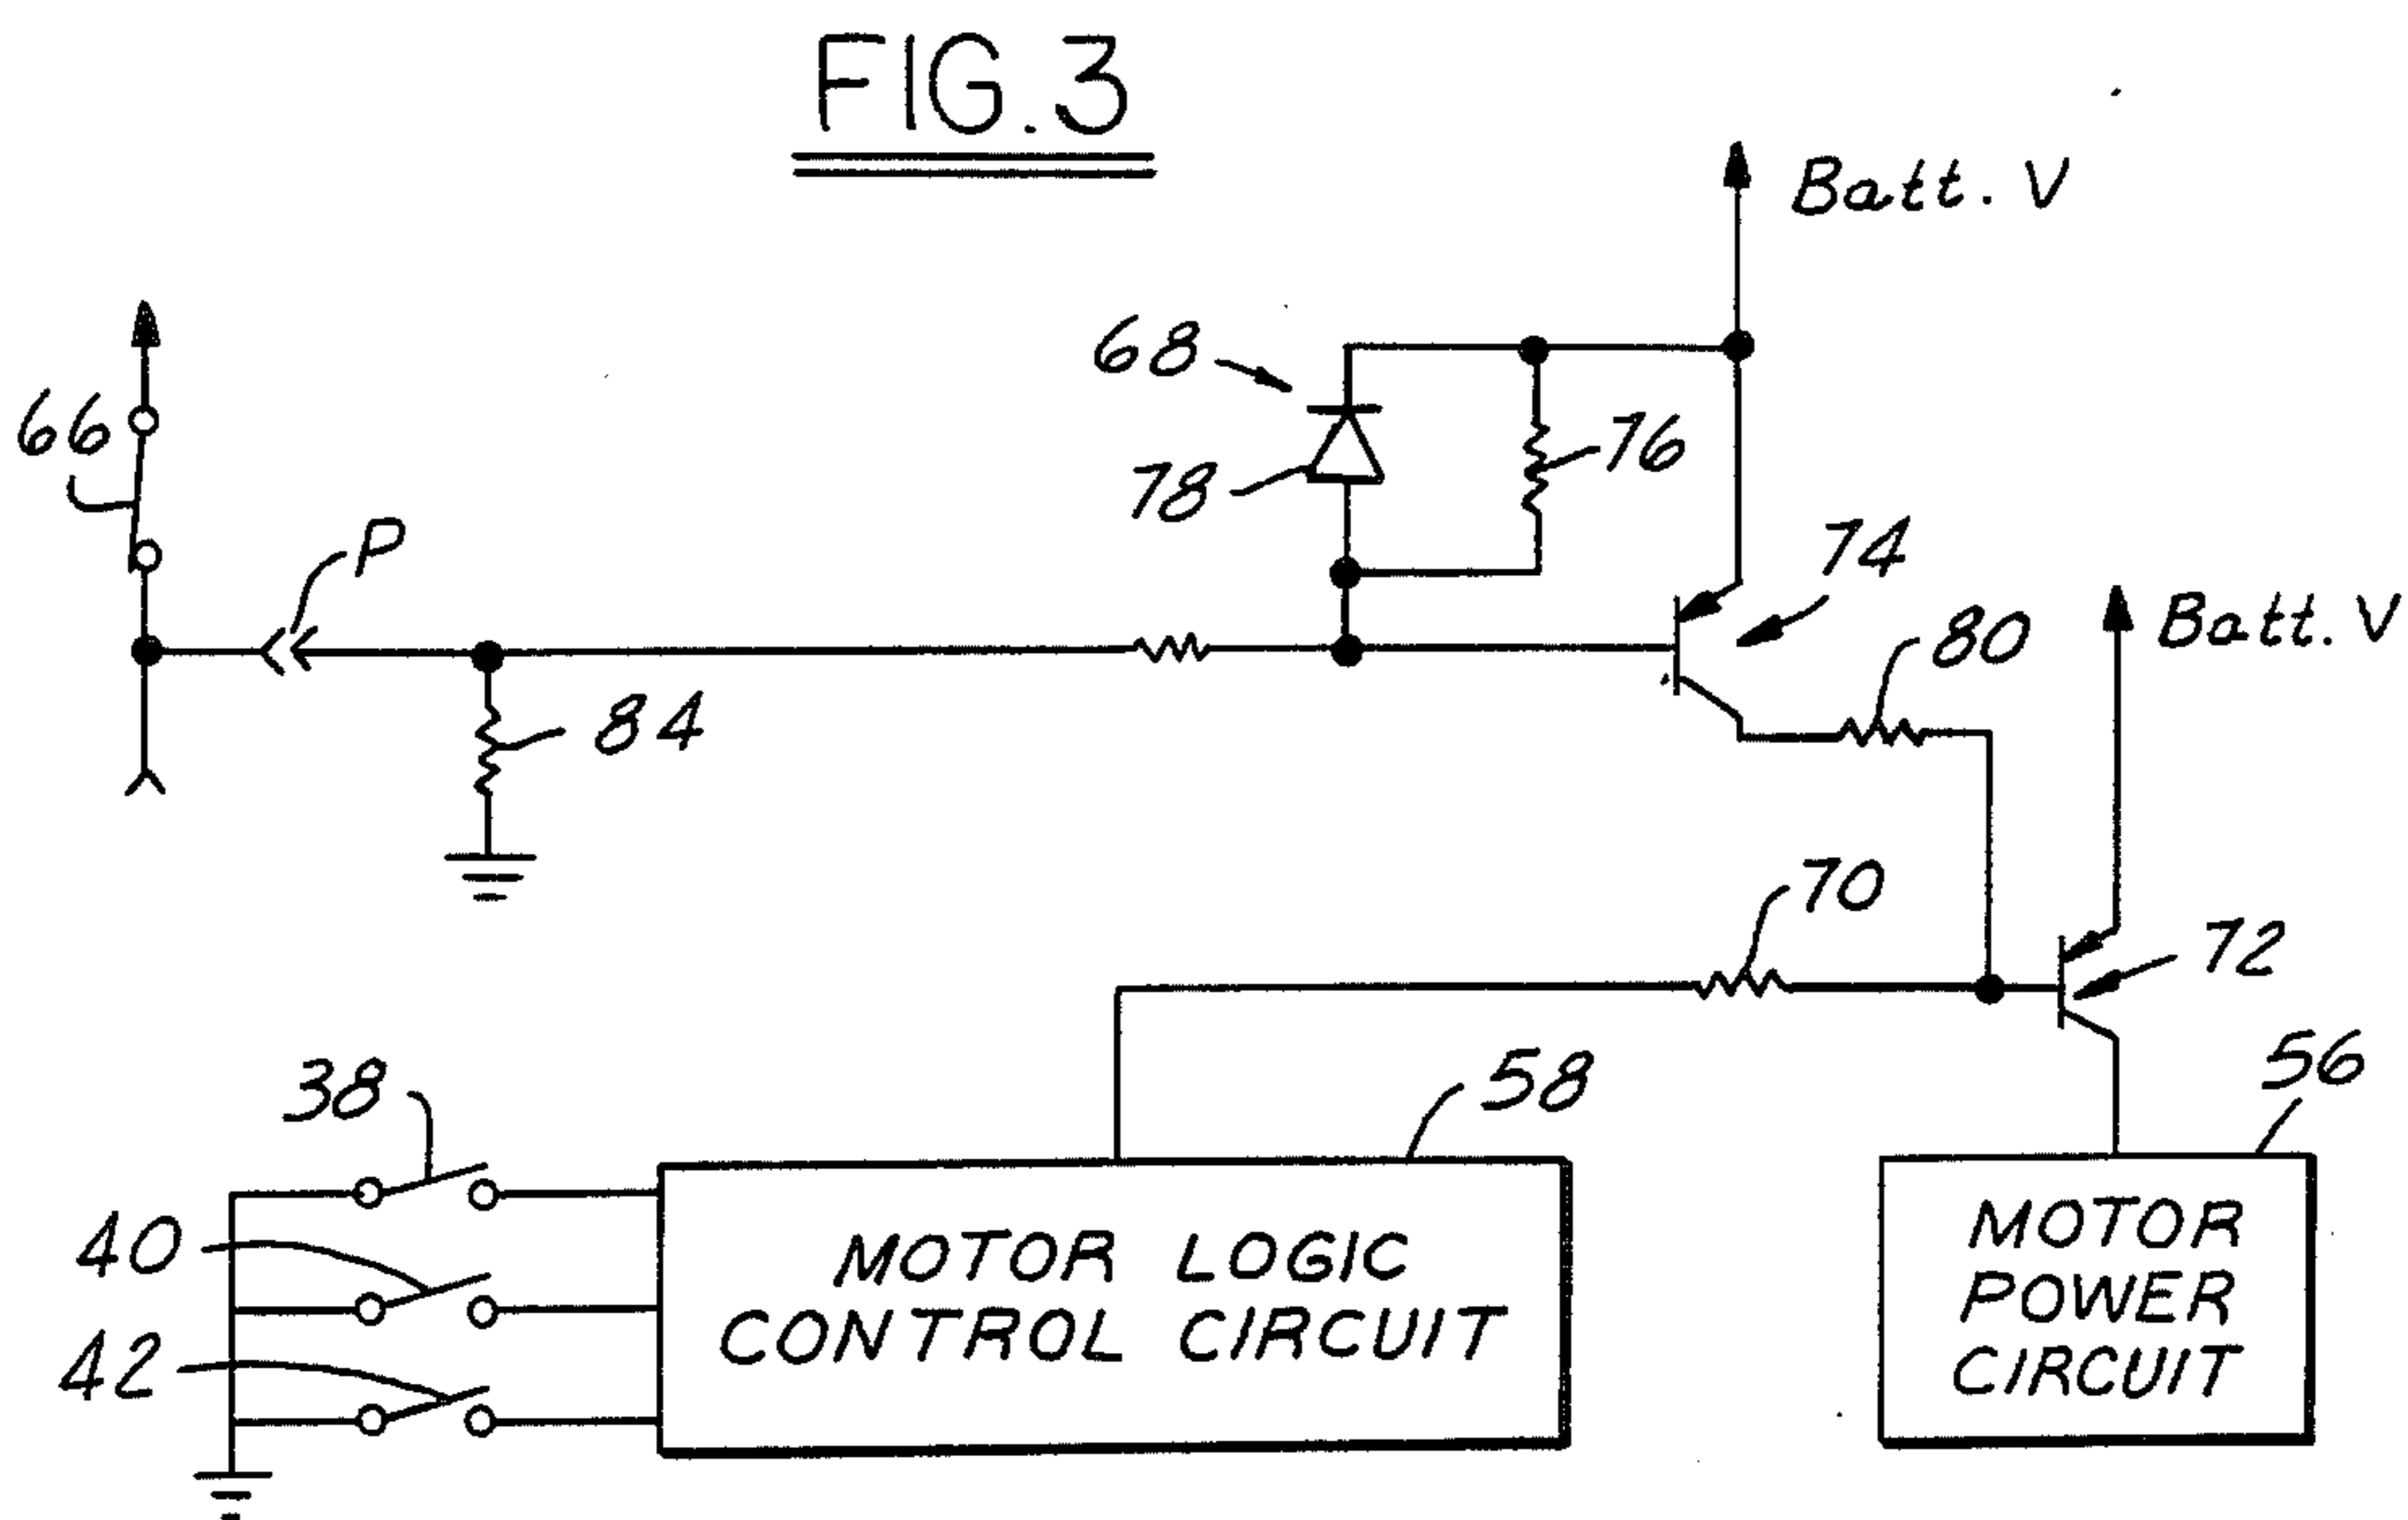 FIG. 3
Batt. V
68
66
76
78
P
74
Batt. V
80
84
70
72
56
58
38
40
MOTOR LOGIC
CONTROL CIRCUIT
MOTOR
POWER
CIRCUIT
42